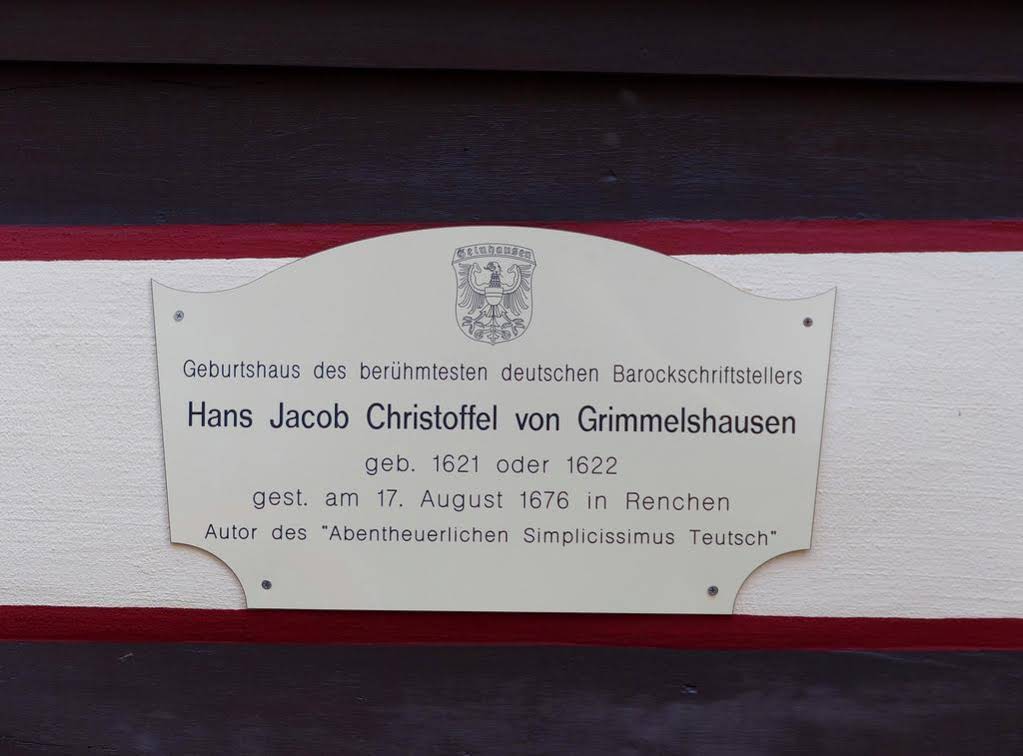 Gelnhausen
Geburtshaus des berühmtesten deutschen Barockschriftstellers
Hans Jacob Christoffel von Grimmelshausen
geb. 1621 oder 1622
gest. am 17. August 1676 in Renchen
Autor des "Abentheuerlichen Simplicissimus Teutsch"